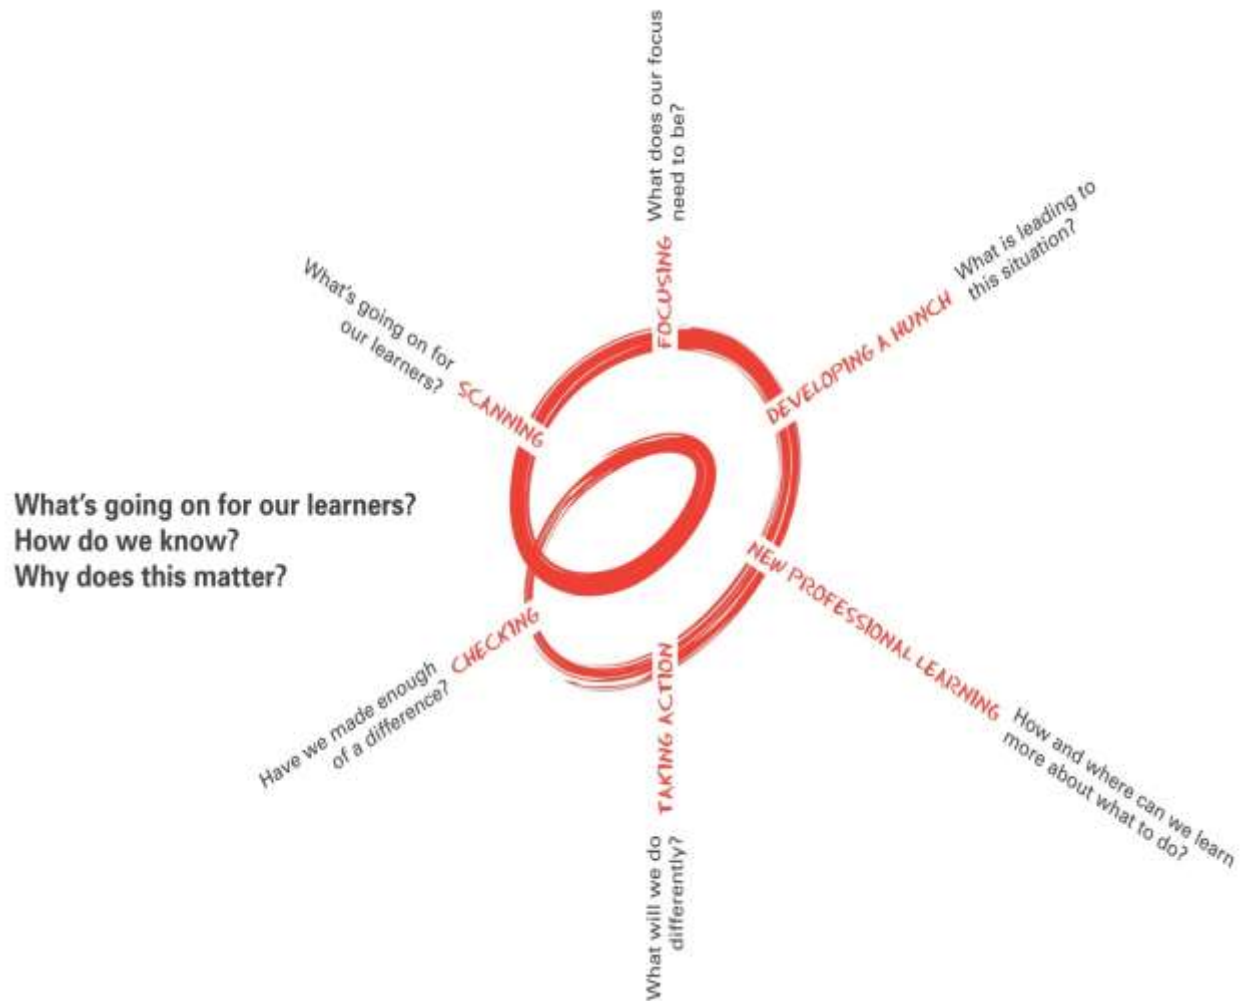 What's going on for
our learners?
SCANNING
FOCUSING
What does our focus
need to be?
DEVELOPING A HUNCH
What is leading to
this situation?
NEW PROFESSIONAL LEARNING
How and where can we learn
more about what to do?
TAKING ACTION
What will we do
differently?
CHECKING
Have we made enough
of a difference?
What's going on for our learners?
How do we know?
Why does this matter?